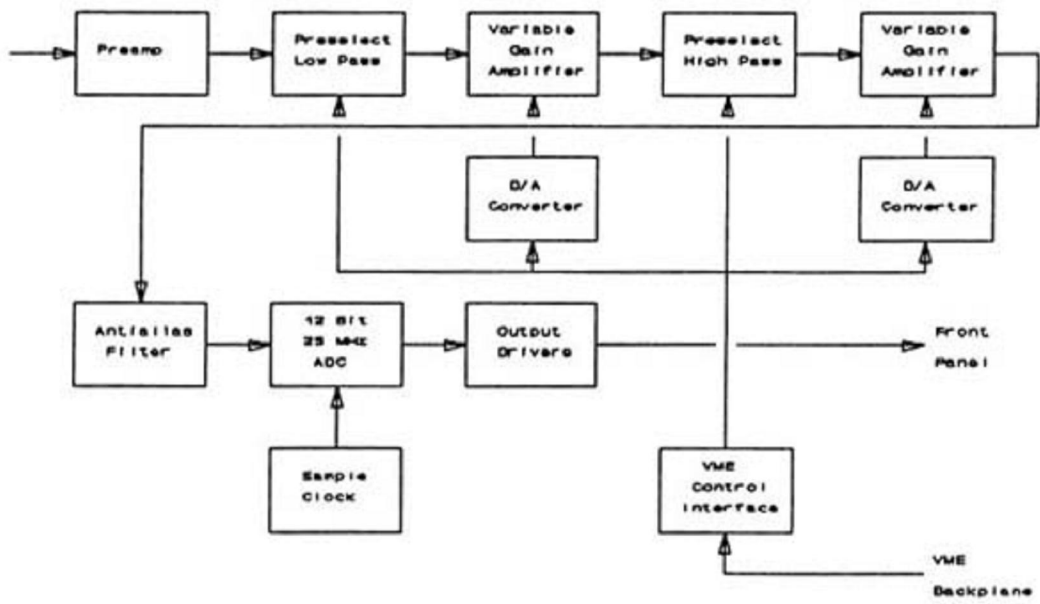 Preamp
Preselect
Low Pass
Variable
Gain
Amplifier
Preselect
High Pass
Variable
Gain
Amplifier
D/A
Converter
D/A
Converter
Antialias
Filter
12 Bit
25 MHz
ADC
Output
Drivers
Front
Panel
Sample
Clock
VME
Control
Interface
VME
Backplane